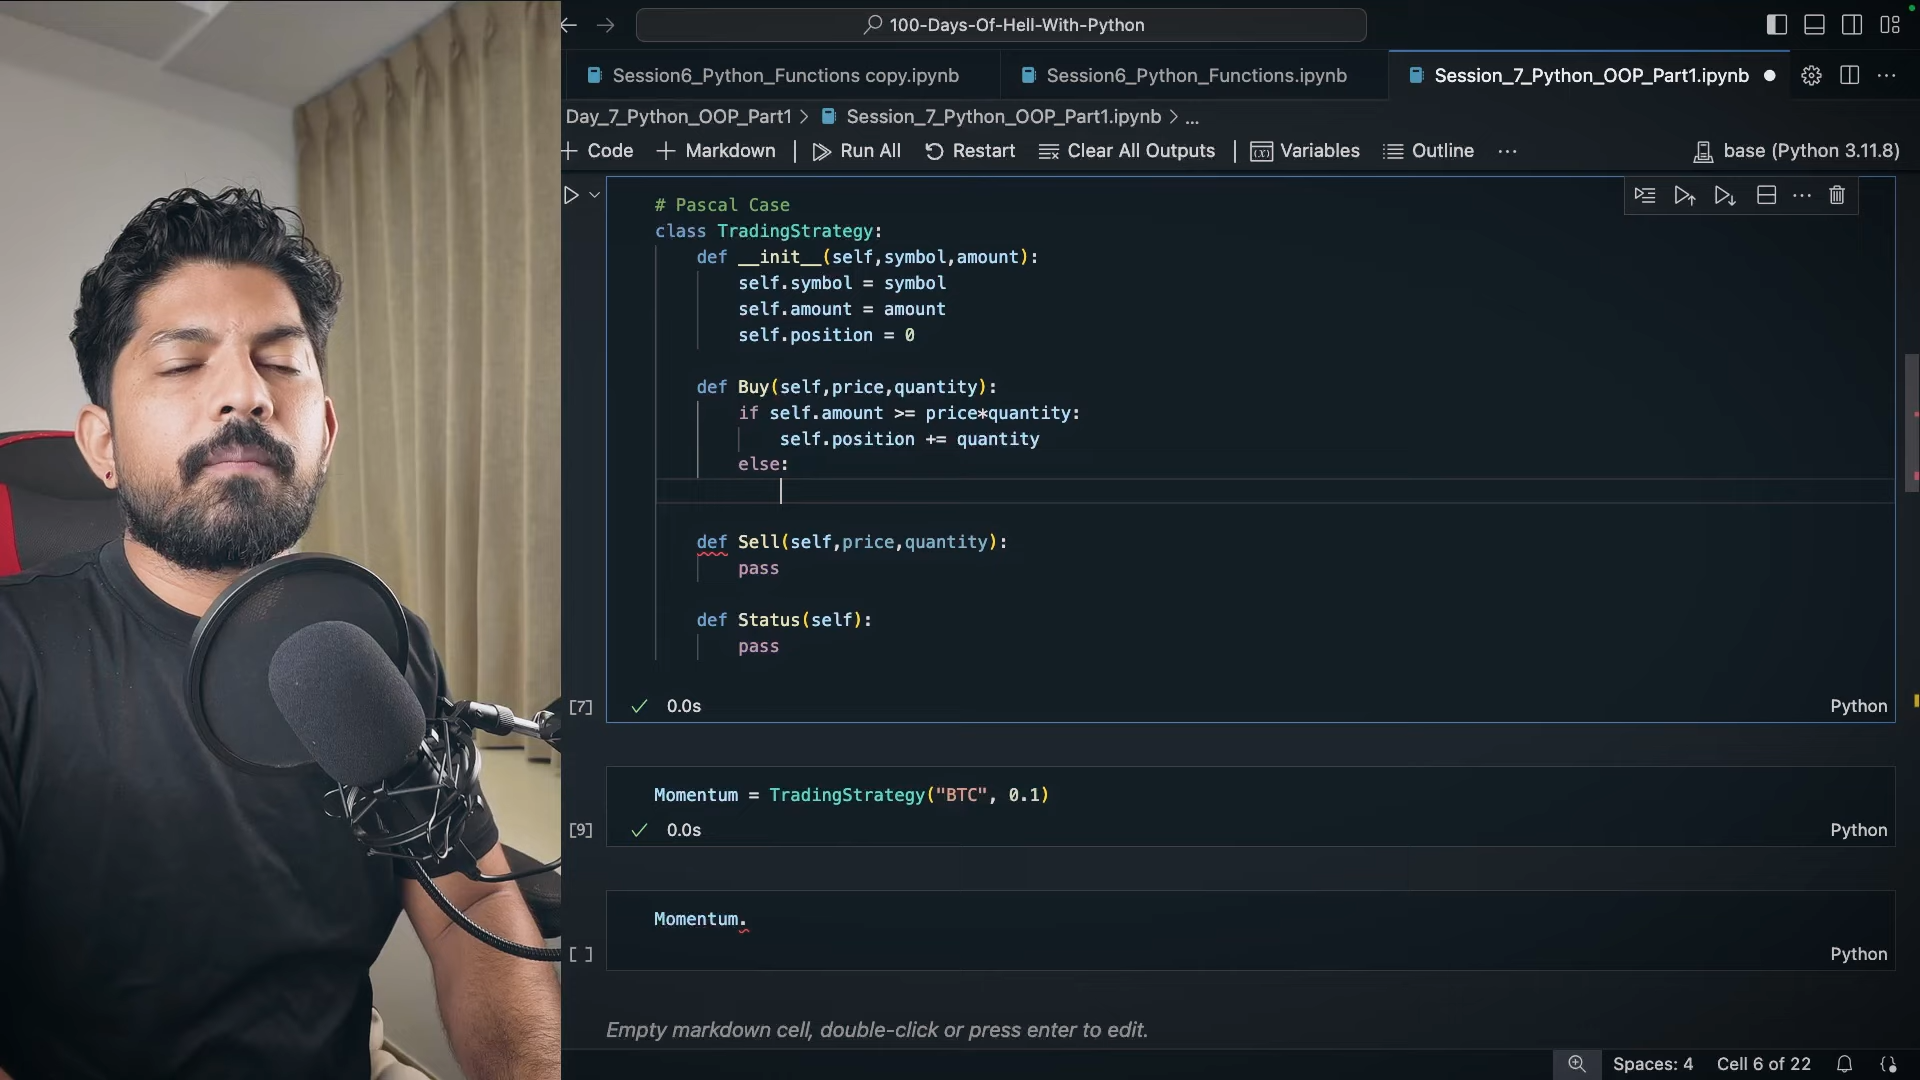 100-Days-Of-Hell-With-Python
Session6_Python_Functions copy.ipynb
Session6_Python_Functions.ipynb
Session_7_Python_OOP_Part1.ipynb
Day_7_Python_OOP_Part1 > Session_7_Python_OOP_Part1.ipynb > ...
+ Code + Markdown | Run All Restart Clear All Outputs | Variables Outline ... base (Python 3.11.8)
# Pascal Case
class TradingStrategy:
def __init__(self,symbol,amount):
self.symbol = symbol
self.amount = amount
self.position = 0
def Buy(self,price,quantity):
if self.amount >= price*quantity:
self.position += quantity
else:
def Sell(self,price,quantity):
pass
def Status(self):
pass
[7] 0.0s Python
Momentum = TradingStrategy("BTC", 0.1)
[9] 0.0s Python
Momentum.
[ ] Python
Empty markdown cell, double-click or press enter to edit.
Spaces: 4 Cell 6 of 22